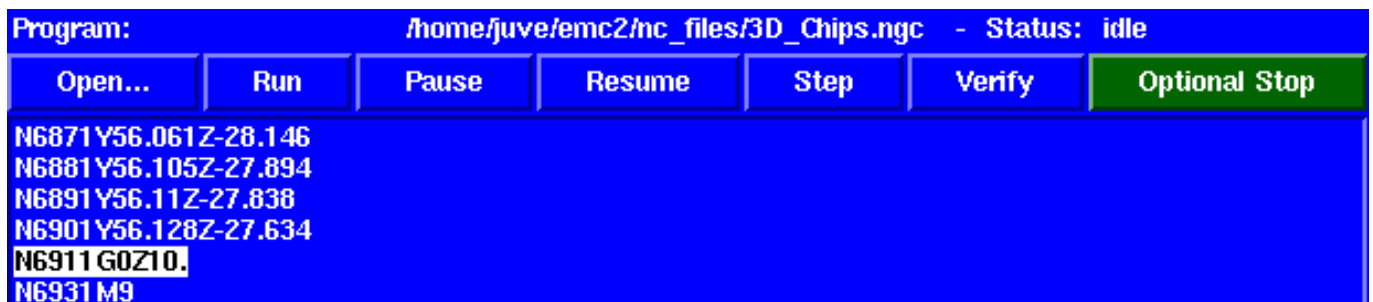 Program: /home/juve/emc2/nc_files/3D_Chips.ngc - Status: idle
Open... Run Pause Resume Step Verify Optional Stop
N6871Y56.061Z-28.146
N6881Y56.105Z-27.894
N6891Y56.11Z-27.838
N6901Y56.128Z-27.634
N6911G0Z10.
N6931M9